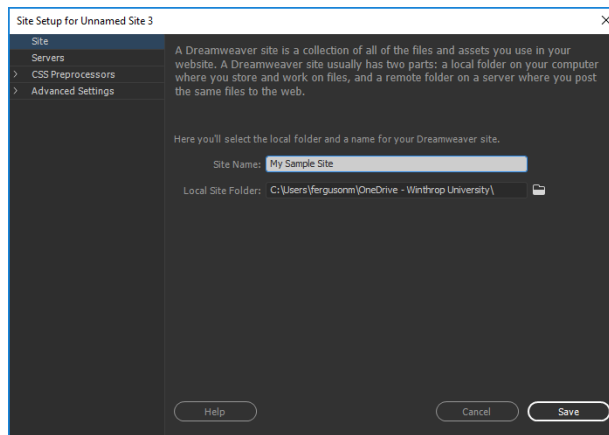 Site Setup for Unnamed Site 3
Site
Servers
CSS Preprocessors
Advanced Settings
A Dreamweaver site is a collection of all of the files and assets you use in your
website. A Dreamweaver site usually has two parts: a local folder on your computer
where you store and work on files, and a remote folder on a server where you post
the same files to the web.
Here you'll select the local folder and a name for your Dreamweaver site.
Site Name: My Sample Site
Local Site Folder: C:\Users\fergusonm\OneDrive - Winthrop University\
Help Cancel Save